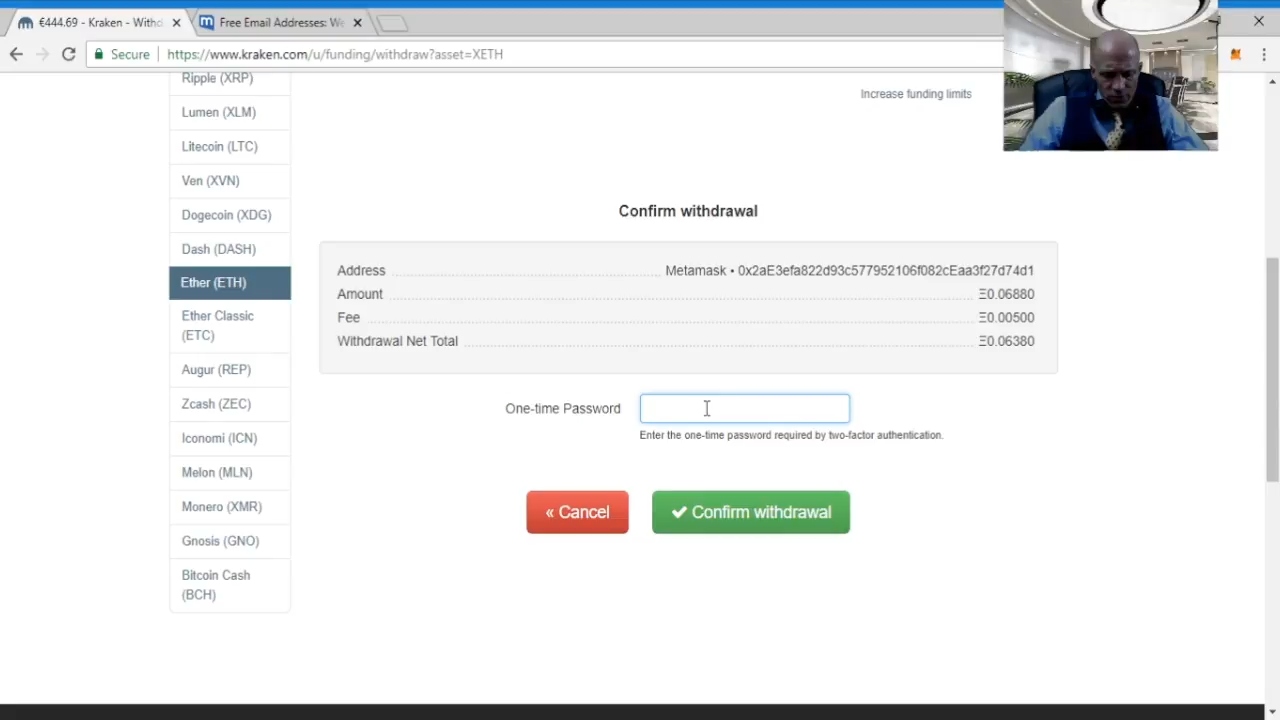 €444.69 - Kraken - Withd
Free Email Addresses: We
Secure
https://www.kraken.com/u/funding/withdraw?asset=XETH
Ripple (XRP)
Lumen (XLM)
Litecoin (LTC)
Ven (XVN)
Dogecoin (XDG)
Dash (DASH)
Ether (ETH)
Ether Classic
(ETC)
Augur (REP)
Zcash (ZEC)
Iconomi (ICN)
Melon (MLN)
Monero (XMR)
Gnosis (GNO)
Bitcoin Cash
(BCH)
Increase funding limits
Confirm withdrawal
Address Metamask • 0x2aE3efa822d93c577952106f082cEaa3f27d74d1
Amount Ξ0.06880
Fee Ξ0.00500
Withdrawal Net Total Ξ0.06380
One-time Password
Enter the one-time password required by two-factor authentication.
« Cancel
✔ Confirm withdrawal